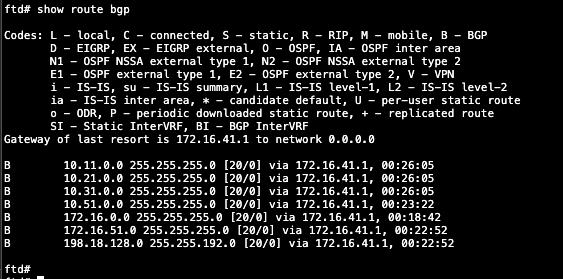 ftd# show route bgp
Codes: L - local, C - connected, S - static, R - RIP, M - mobile, B - BGP
D - EIGRP, EX - EIGRP external, O - OSPF, IA - OSPF inter area
N1 - OSPF NSSA external type 1, N2 - OSPF NSSA external type 2
E1 - OSPF external type 1, E2 - OSPF external type 2, V - VPN
i - IS-IS, su - IS-IS summary, L1 - IS-IS level-1, L2 - IS-IS level-2
ia - IS-IS inter area, * - candidate default, U - per-user static route
o - ODR, P - periodic downloaded static route, + - replicated route
SI - Static InterVRF, BI - BGP InterVRF
Gateway of last resort is 172.16.41.1 to network 0.0.0.0
B 10.11.0.0 255.255.255.0 [20/0] via 172.16.41.1, 00:26:05
B 10.21.0.0 255.255.255.0 [20/0] via 172.16.41.1, 00:26:05
B 10.31.0.0 255.255.255.0 [20/0] via 172.16.41.1, 00:26:05
B 10.51.0.0 255.255.255.0 [20/0] via 172.16.41.1, 00:23:22
B 172.16.0.0 255.255.255.0 [20/0] via 172.16.41.1, 00:18:42
B 172.16.51.0 255.255.255.0 [20/0] via 172.16.41.1, 00:22:52
B 198.18.128.0 255.255.192.0 [20/0] via 172.16.41.1, 00:22:52
ftd#
ftd#